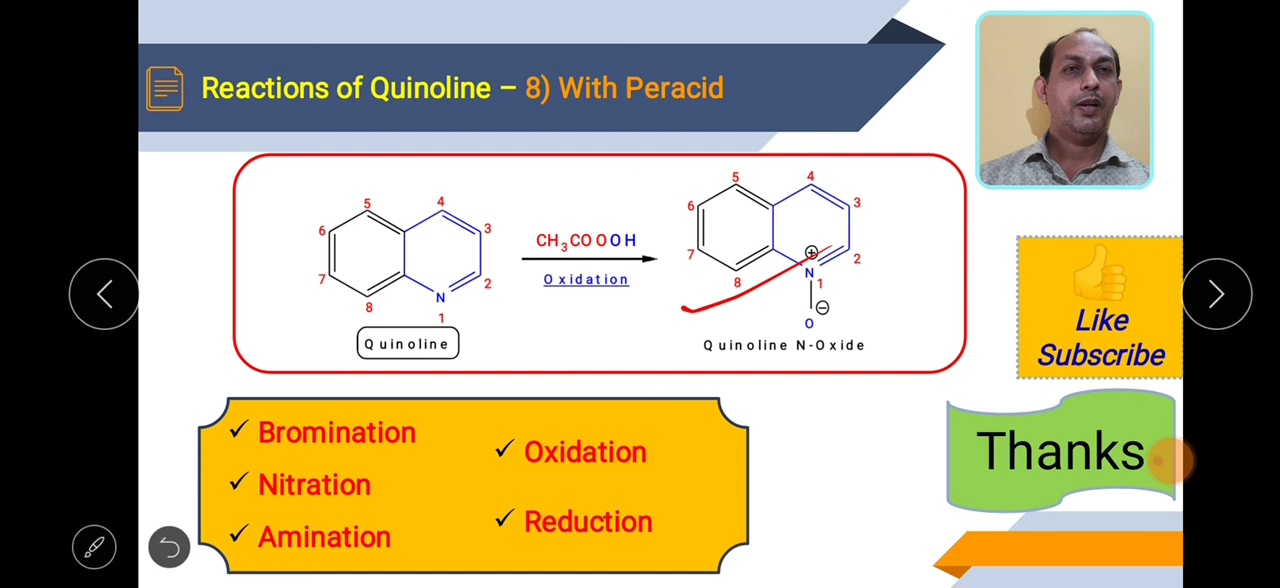 Reactions of Quinoline – 8) With Peracid
5
4
6
3
7
2
8
N
1
Quinoline
CH3COOOH
Oxidation
5
4
6
3
7
2
8
⊕
N
1
⊖
O
Quinoline N-Oxide
Like
Subscribe
✓ Bromination
✓ Nitration
✓ Amination
✓ Oxidation
✓ Reduction
Thanks